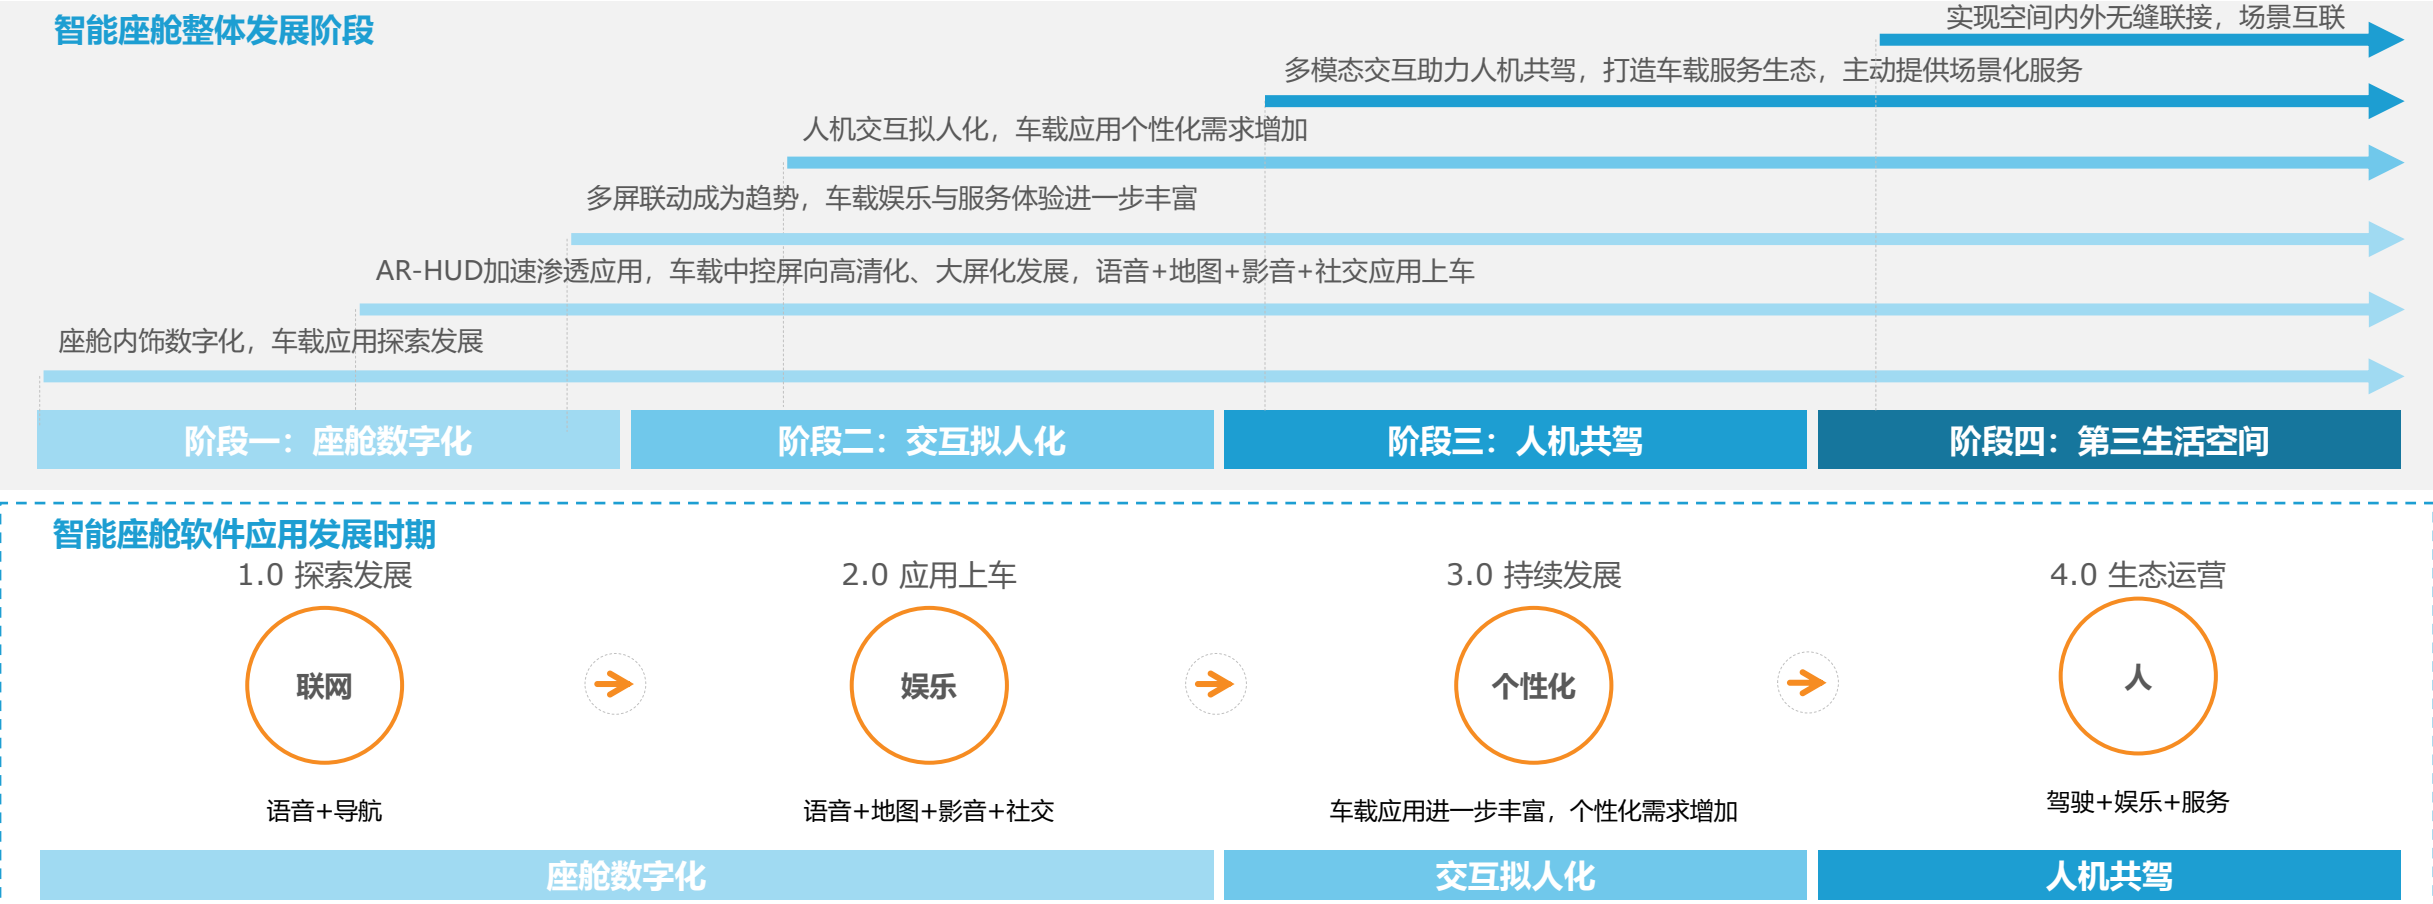 智能座舱整体发展阶段
实现空间内外无缝联接，场景互联
多模态交互助力人机共驾，打造车载服务生态，主动提供场景化服务
人机交互拟人化，车载应用个性化需求增加
多屏联动成为趋势，车载娱乐与服务体验进一步丰富
AR-HUD加速渗透应用，车载中控屏向高清化、大屏化发展，语音+地图+影音+社交应用上车
座舱内饰数字化，车载应用探索发展
阶段一：座舱数字化
阶段二：交互拟人化
阶段三：人机共驾
阶段四：第三生活空间
智能座舱软件应用发展时期
1.0 探索发展
2.0 应用上车
3.0 持续发展
4.0 生态运营
联网
娱乐
个性化
人
语音+导航
语音+地图+影音+社交
车载应用进一步丰富，个性化需求增加
驾驶+娱乐+服务
座舱数字化
交互拟人化
人机共驾